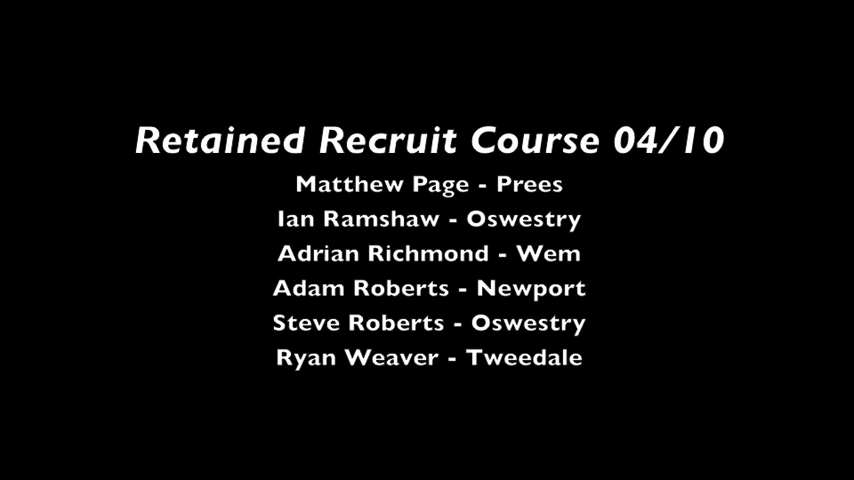 Retained Recruit Course 04/10
Matthew Page - Prees
Ian Ramshaw - Oswestry
Adrian Richmond - Wem
Adam Roberts - Newport
Steve Roberts - Oswestry
Ryan Weaver - Tweedale